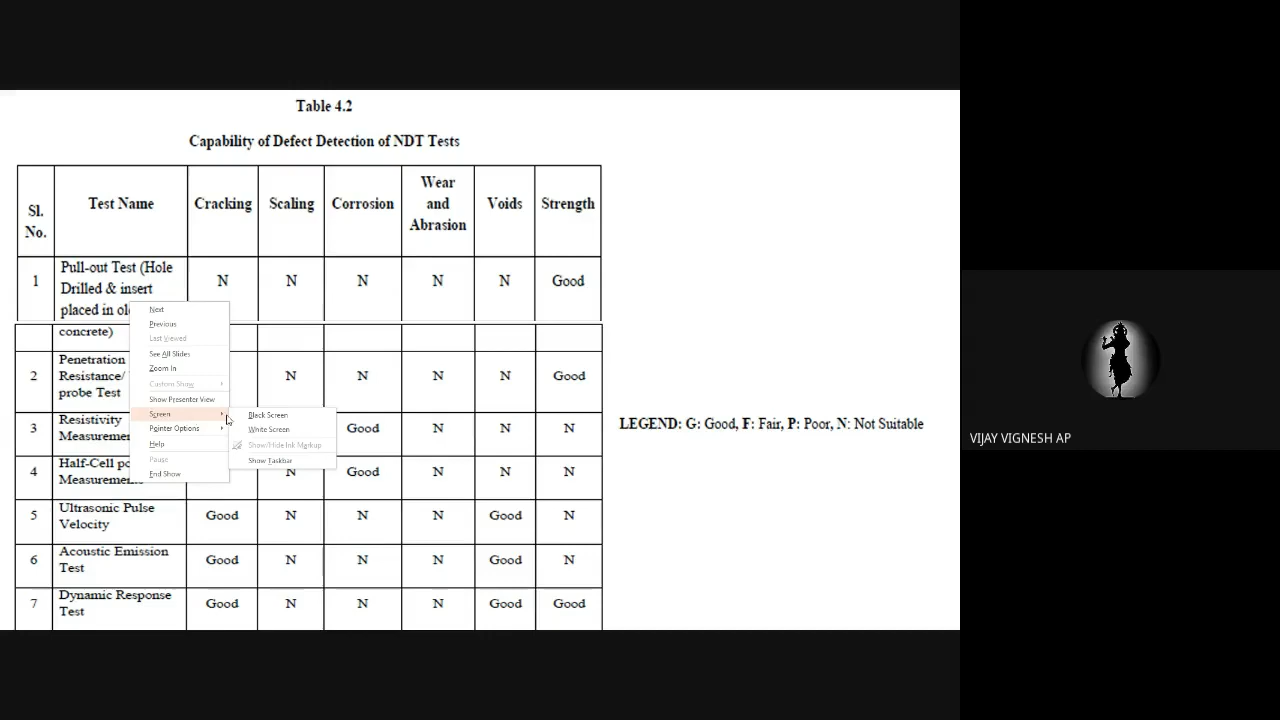 Table 4.2
Capability of Defect Detection of NDT Tests
Sl. No. Test Name Cracking Scaling Corrosion Wear and Abrasion Voids Strength
1 Pull-out Test (Hole Drilled & insert placed in concrete) N N N N N Good
2 Penetration Resistance/ probe Test N N N N Good
3 Resistivity Good N N N
4 Half-Cell N Good N N N
5 Ultrasonic Pulse Velocity Good N N N Good N
6 Acoustic Emission Test Good N N N Good N
7 Dynamic Response Test Good N N N Good Good
Next
Previous
Last Viewed
See All Slides
Zoom In
Custom Show
Show Presenter View
Screen
Pointer Options
Help
Pause
End Show
Black Screen
White Screen
Show/Hide Ink Markup
Show Taskbar
LEGEND: G: Good, F: Fair, P: Poor, N: Not Suitable
VIJAY VIGNESH AP